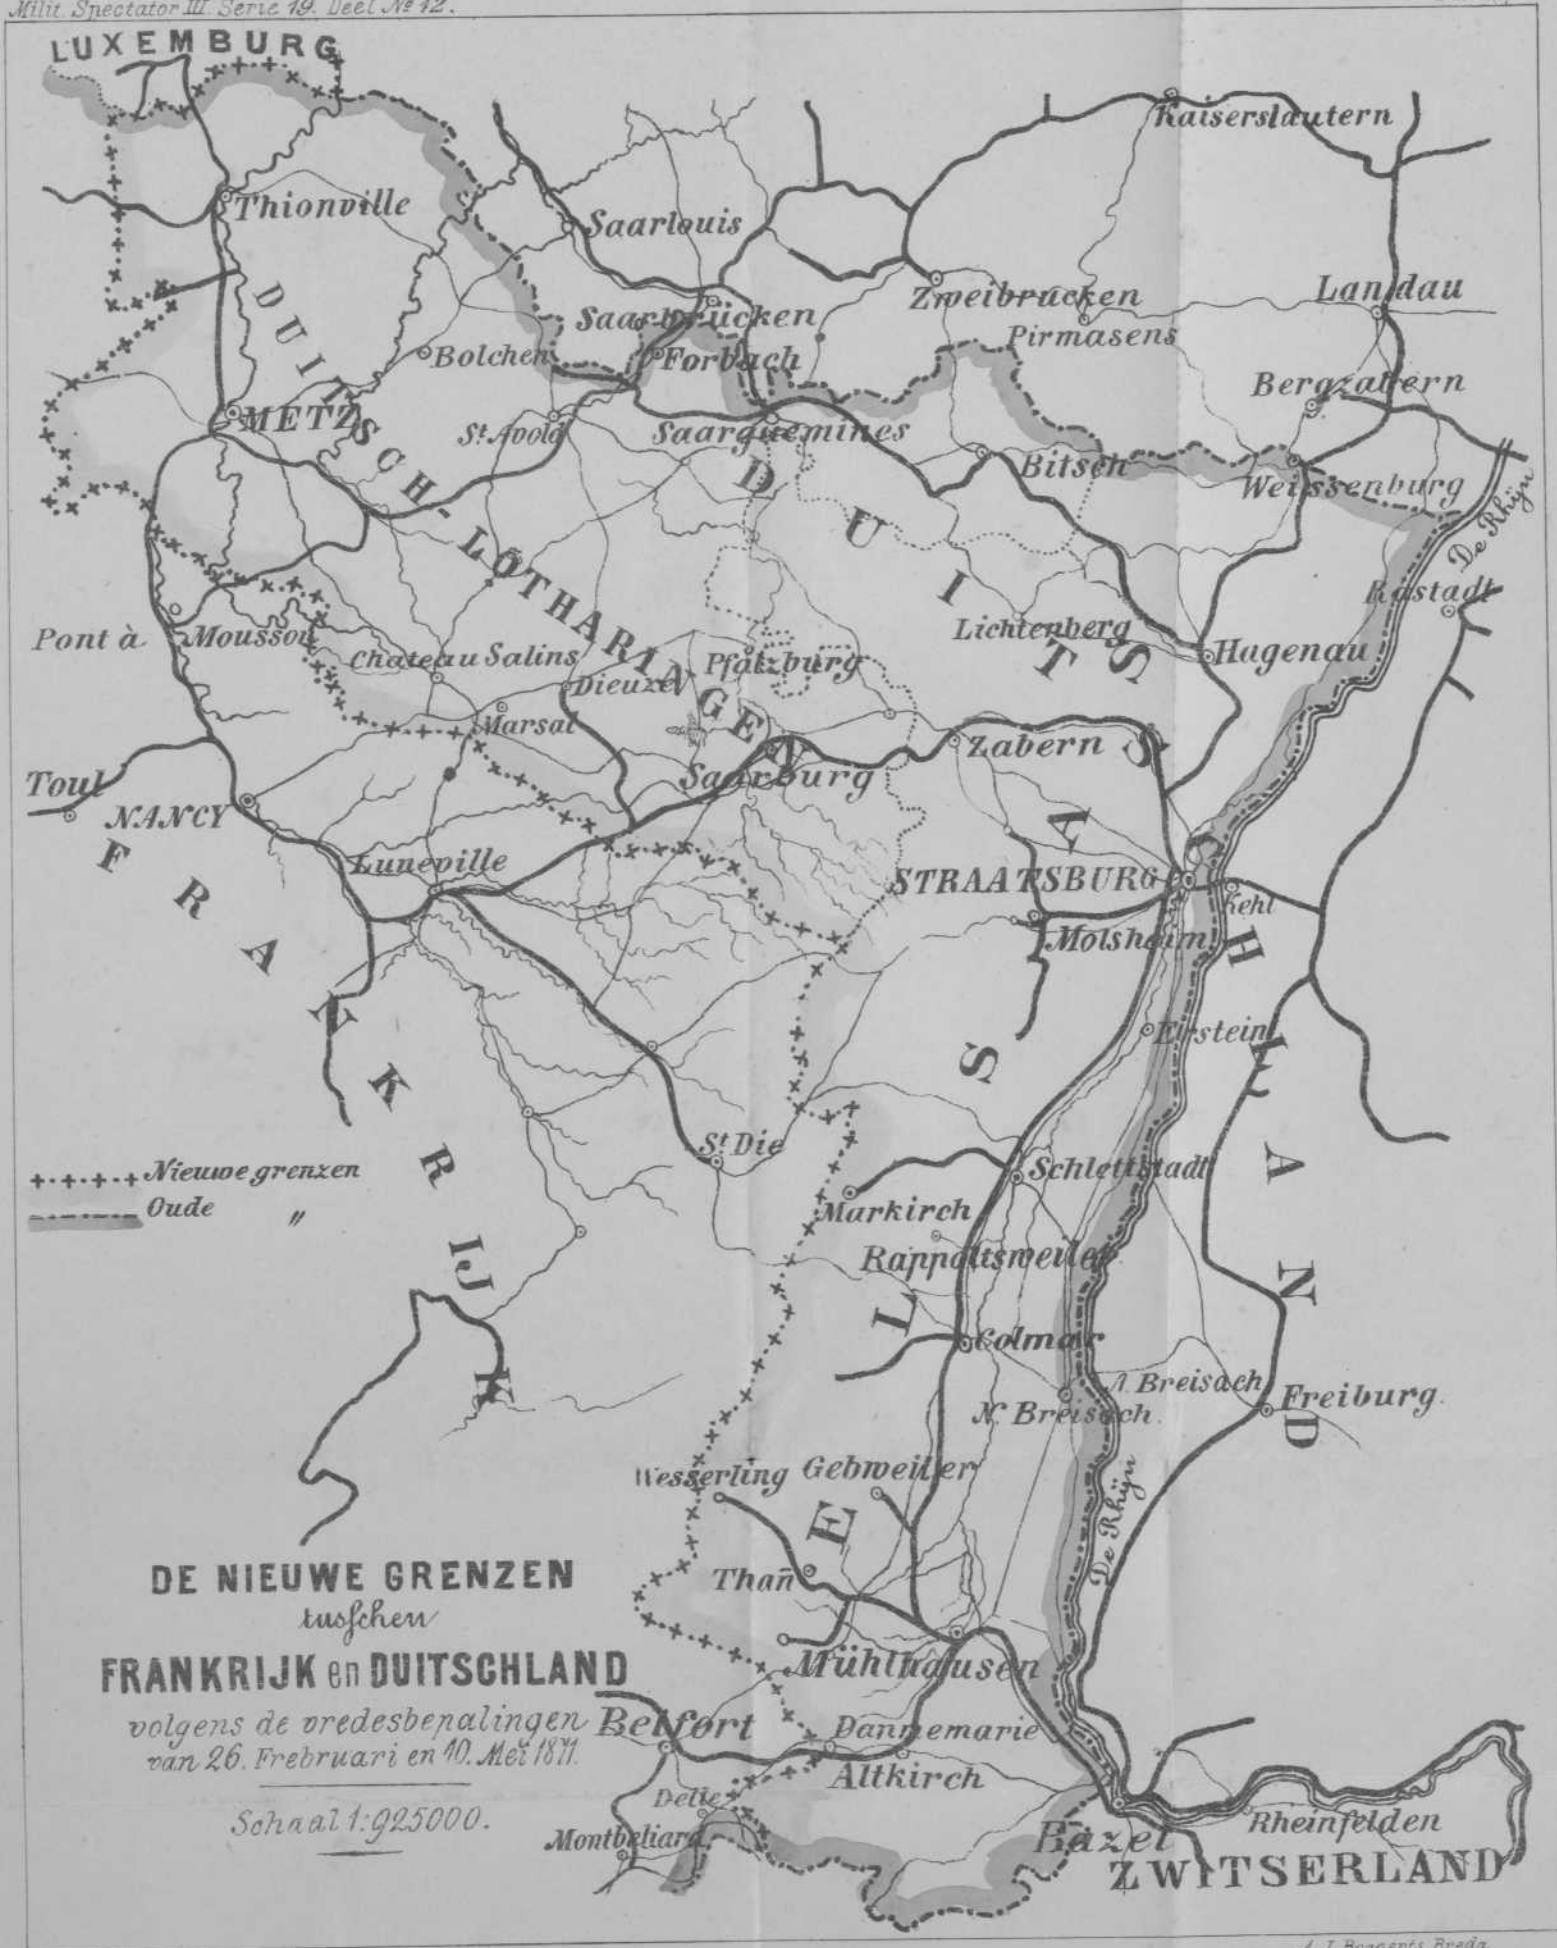 Milit. Spectator III Serie 19. Deel No 12.
LUXEMBURG
Kaiserslautern
Thionville
Saarlouis
Zweibrucken
Landau
Saarbrücken
Pirmasens
Bolchen
Forbach
Bergzabern
METZ
St. Avold
Saarguemines
Bitsch
Weissenburg
De Rhijn
DUITSCH-LOTHARINGEN
DUITSCHLAND
Rastadt
Lichtenberg
Pont à Mousson
Hagenau
Chateau Salins
Pfalzburg
Dieuze
Marsal
Zabern
Saarburg
Toul
NANCY
FRANKRIJK
Luneville
ELSAS
STRAATSBURG
Kehl
Molsheim
Erstein
St. Die
Schlettstadt
Nieuwe grenzen
Oude "
Markirch
Rappoltsweiler
Colmar
A. Breisach
Freiburg.
N. Breisach.
Wesserling
Gebweiler
De Rhijn
Thañ
DE NIEUWE GRENZEN
tusschen
FRANKRIJK en DUITSCHLAND
volgens de vredesbepalingen
van 26. Frebruari en 10. Mei 1871.
Schaal 1:925000.
Mühlhausen
Belfort
Dannemarie
Altkirch
Delle
Montbeliard
Bazel
Rheinfelden
ZWITSERLAND